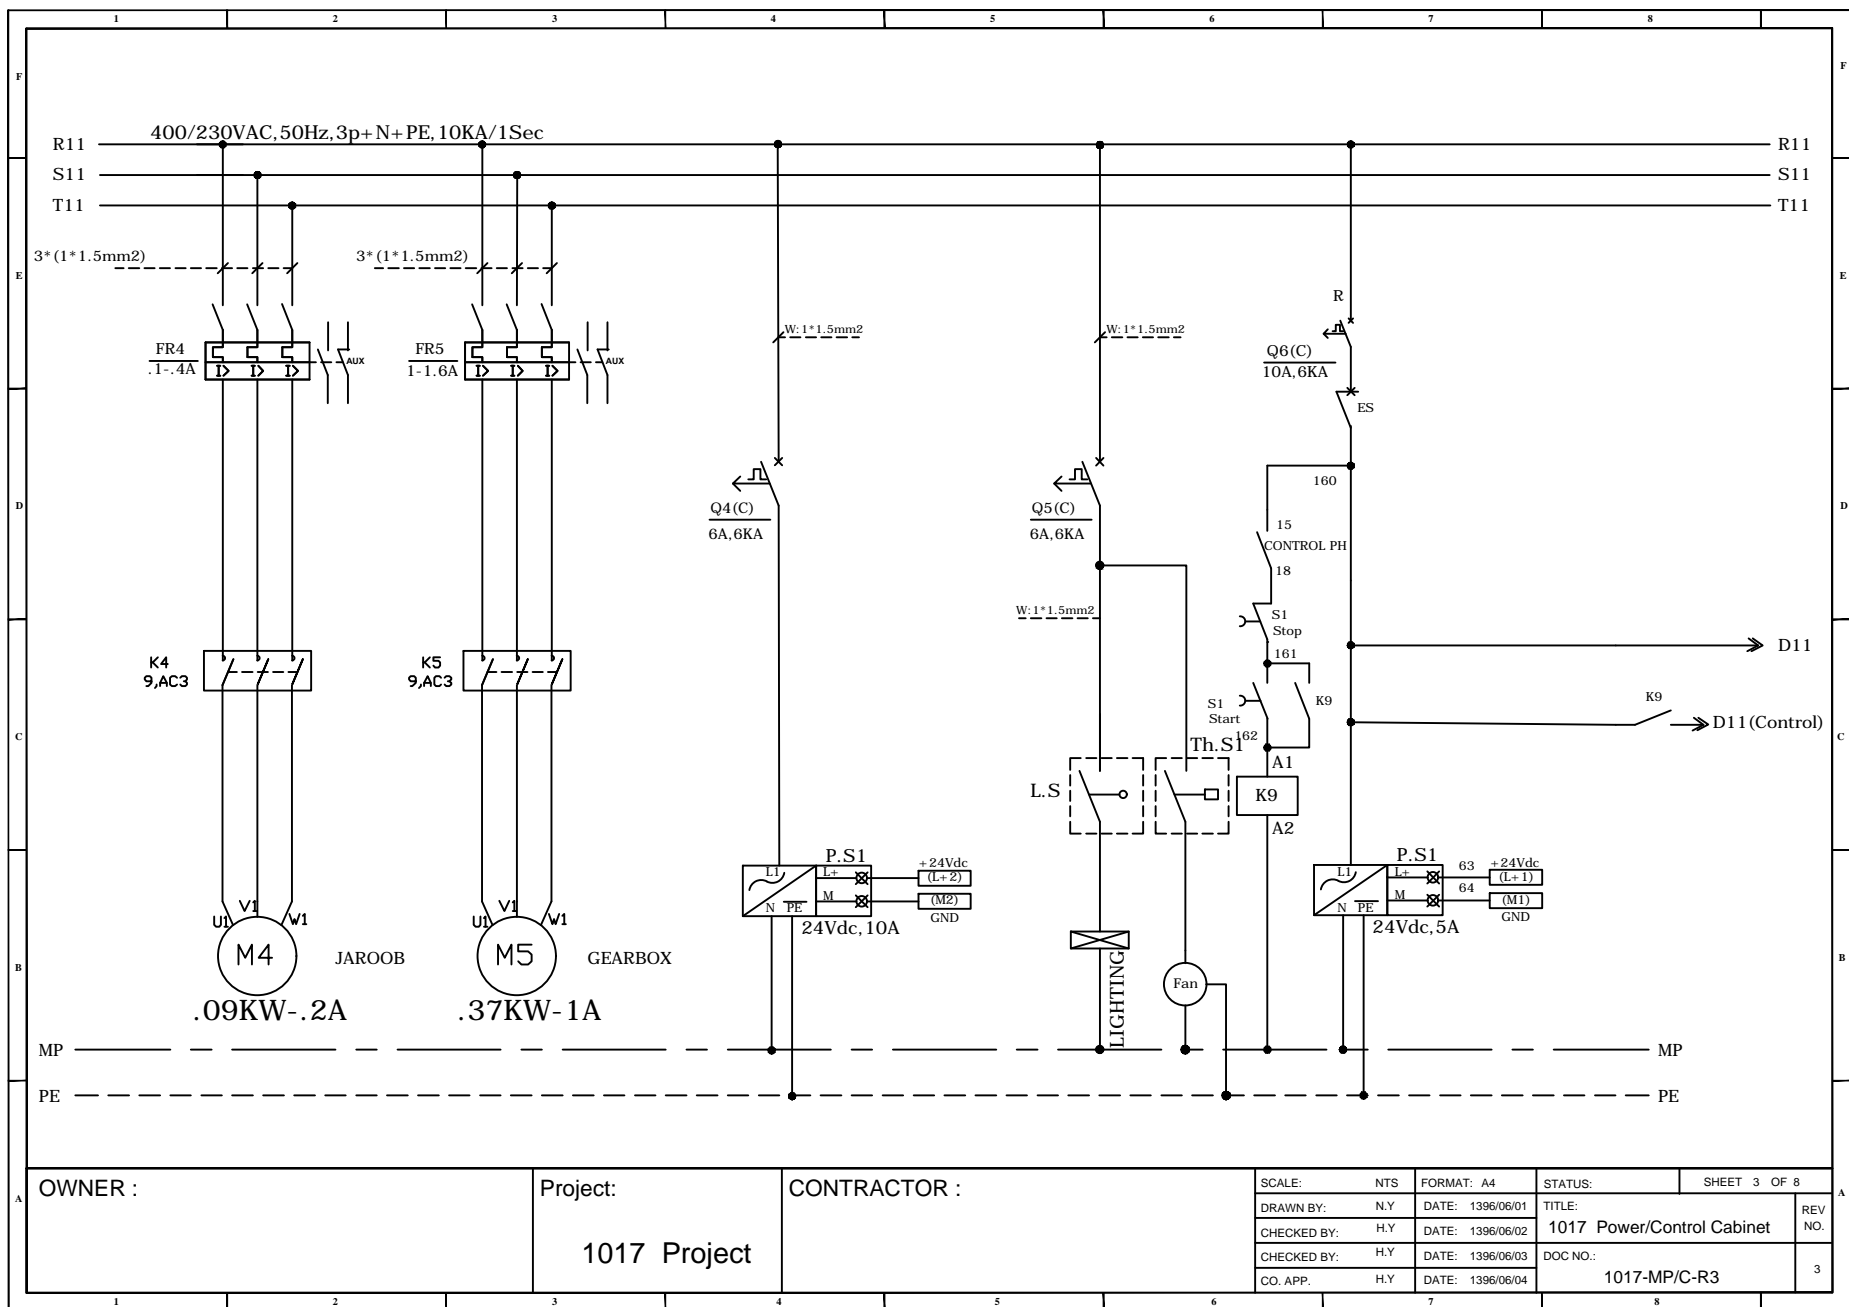 1 2 3 4 5 6 7 8
F F
400/230VAC,50Hz,3p+N+PE,10KA/1Sec
R11 R11
S11 S11
T11 T11
3*(1*1.5mm2) 3*(1*1.5mm2)
E E
R
W:1*1.5mm2 W:1*1.5mm2
FR4 AUX FR5 AUX Q6(C)
.1-.4A I> I> I> 1-1.6A I> I> I> 10A,6KA
ES
160
D D
Q4(C) Q5(C)
6A,6KA 6A,6KA
15
CONTROL PH
18
W:1*1.5mm2
S1
Stop
161
D11
K4 K5
9,AC3 9,AC3
K9
S1 K9
Start
162
D11(Control)
C C
Th.S1
A1
L.S
K9
A2
P.S1 P.S1
L1 L+ +24Vdc L1 L+ 63 +24Vdc
(L+2) (L+1)
N PE M (M2) N PE M 64 (M1)
GND GND
24Vdc,10A 24Vdc,5A
U1 V1 W1 U1 V1 W1
M4 JAROOB M5 GEARBOX
B B
Fan
LIGHTING
.09KW-.2A .37KW-1A
MP MP
PE PE
A A
OWNER : Project: CONTRACTOR :
1017 Project
SCALE: NTS FORMAT: A4 STATUS: SHEET 3 OF 8
DRAWN BY: N.Y DATE: 1396/06/01 TITLE: REV
CHECKED BY: H.Y DATE: 1396/06/02 1017 Power/Control Cabinet NO.
CHECKED BY: H.Y DATE: 1396/06/03 DOC NO.:
CO. APP. H.Y DATE: 1396/06/04 1017-MP/C-R3 3
1 2 3 4 5 6 7 8